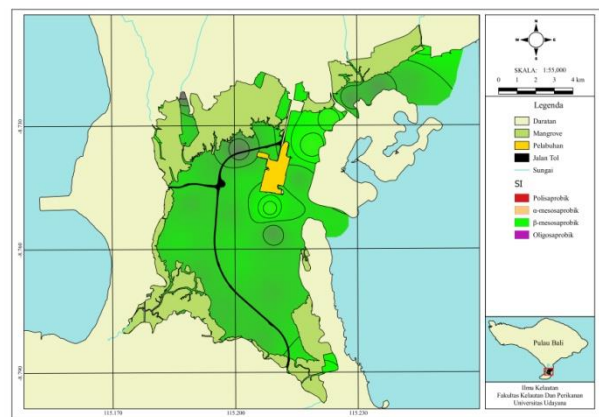 N
SKALA: 1:55,000
0 1 2 3 4 km
Legenda
Daratan
Mangrove
Pelabuhan
Jalan Tol
Sungai
SI
Polisaprobik
α-mesosaprobik
β-mesosaprobik
Oligosaprobik
Pulau Bali
Ilmu Kelautan
Fakultas Kelautan Dan Perikanan
Universitas Udayana
-8.730
-8.760
-8.790
115.170 115.200 115.230